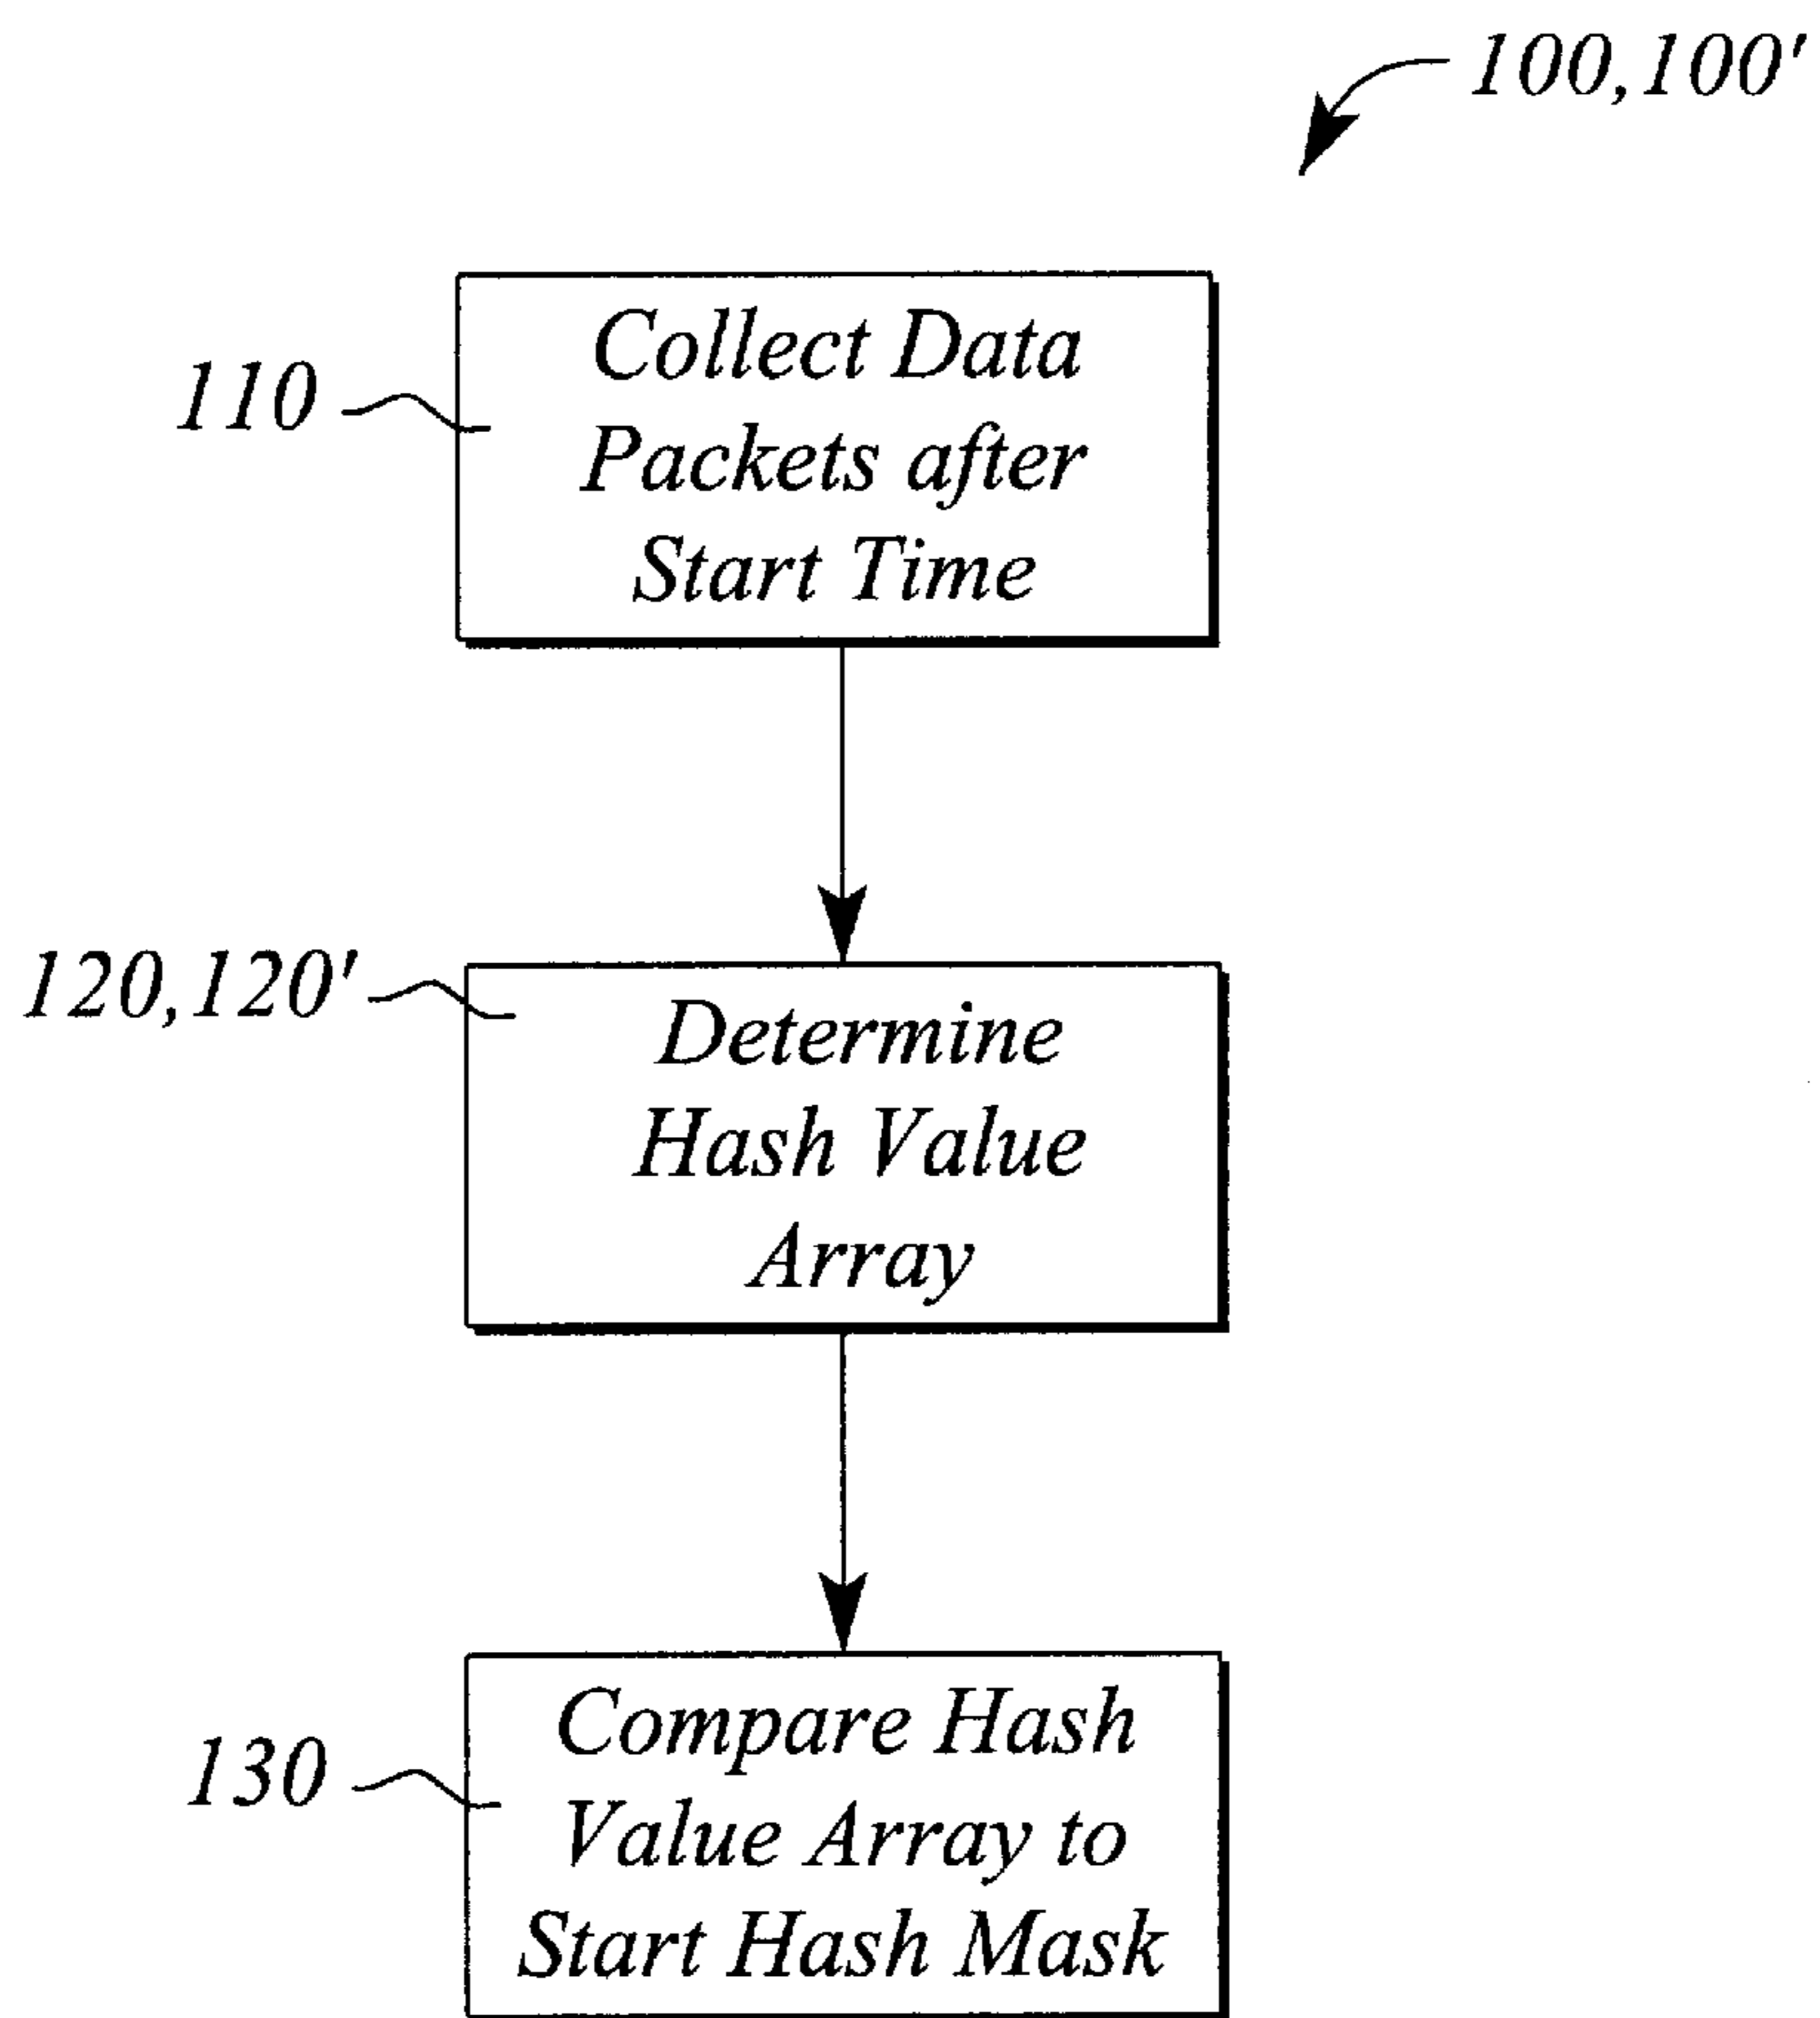 100,100'
110
Collect Data
Packets after
Start Time
120,120'
Determine
Hash Value
Array
130
Compare Hash
Value Array to
Start Hash Mask